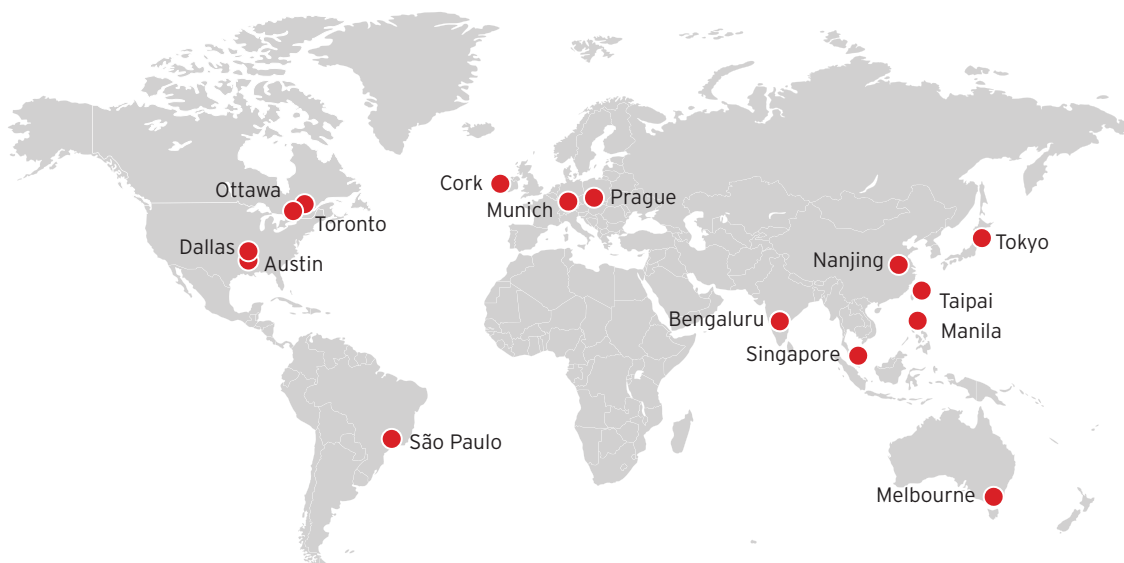 Ottawa
Toronto
Dallas
Austin
São Paulo
Cork
Munich
Prague
Bengaluru
Nanjing
Tokyo
Taipai
Manila
Singapore
Melbourne